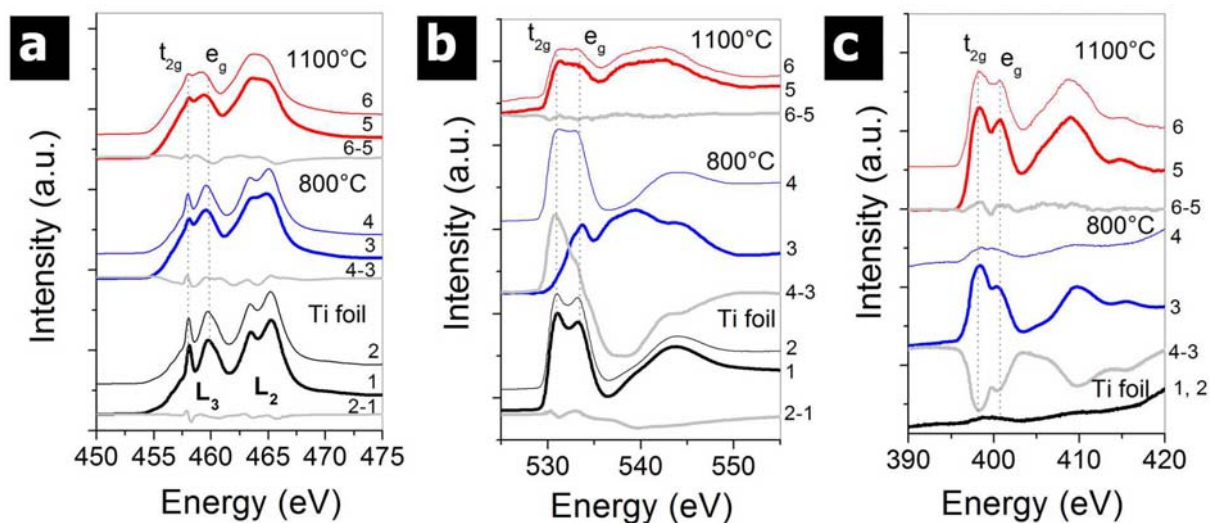 a
t2g eg 1100°C
6
5
6-5
800°C
4
3
4-3
Ti foil
2
1
L3 L2
2-1
Intensity (a.u.)
450 455 460 465 470 475
Energy (eV)
b
t2g eg 1100°C
6
5
6-5
800°C
4
3
4-3
Ti foil
2
1
2-1
Intensity (a.u.)
530 540 550
Energy (eV)
c
t2g eg 1100°C
6
5
6-5
800°C
4
3
4-3
Ti foil
1, 2
Intensity (a.u.)
390 400 410 420
Energy (eV)